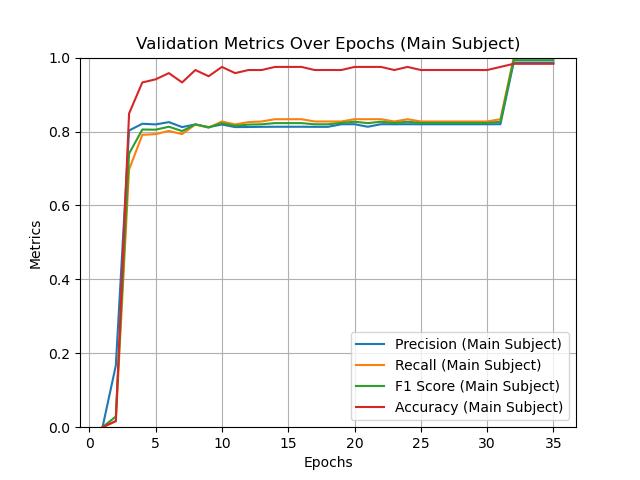 Validation Metrics Over Epochs (Main Subject)
1.0
0.8
0.6
0.4
0.2
0.0
Metrics
Precision (Main Subject)
Recall (Main Subject)
F1 Score (Main Subject)
Accuracy (Main Subject)
0 5 10 15 20 25 30 35
Epochs